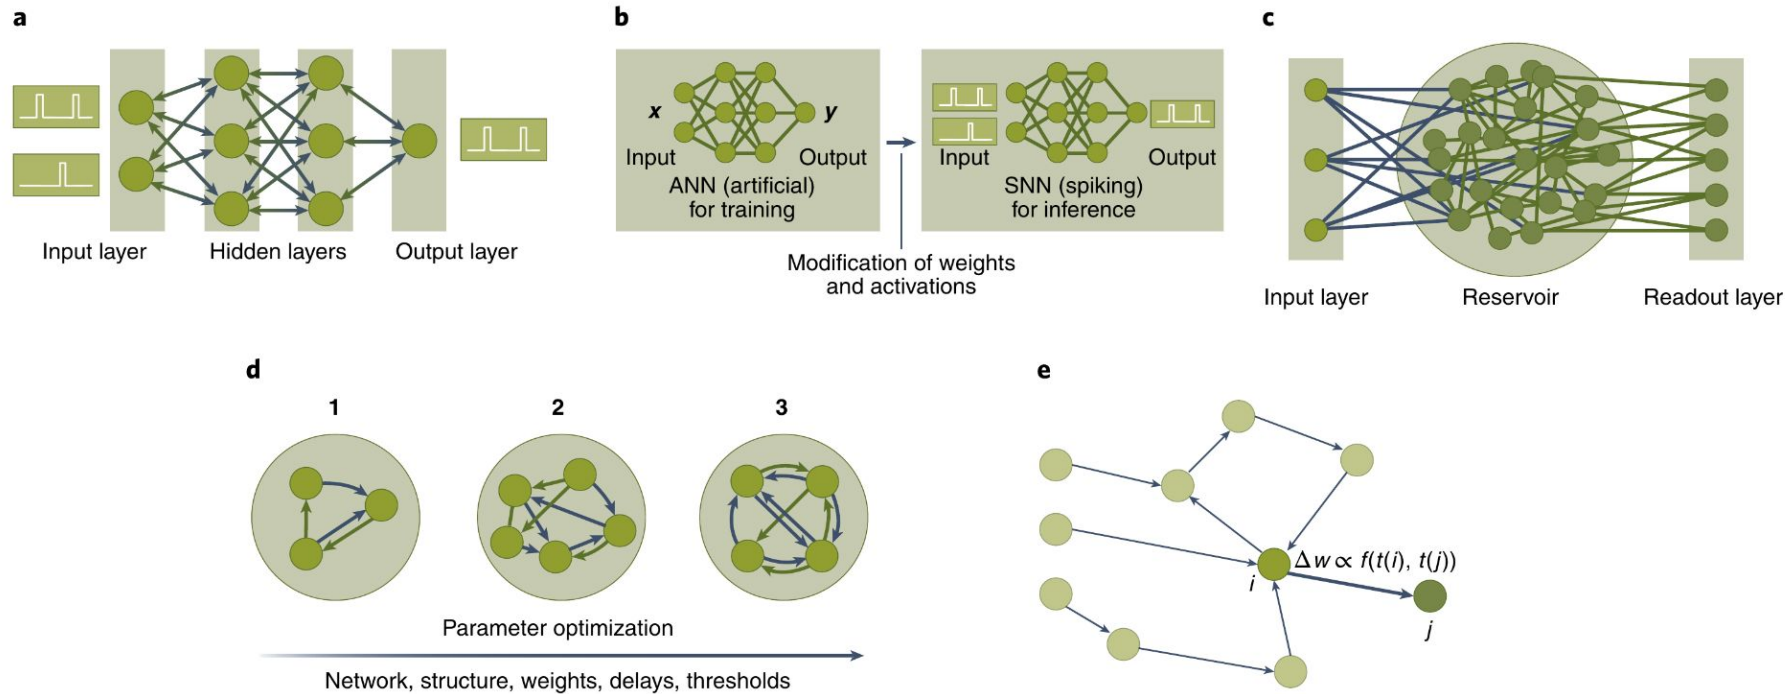 a
Input layer
Hidden layers
Output layer
b
x
Input
y
Output
ANN (artificial)
for training
Input
Output
SNN (spiking)
for inference
Modification of weights
and activations
c
Input layer
Reservoir
Readout layer
d
1
2
3
Parameter optimization
Network, structure, weights, delays, thresholds
e
Δw ∝ f(t(i), t(j))
i
j